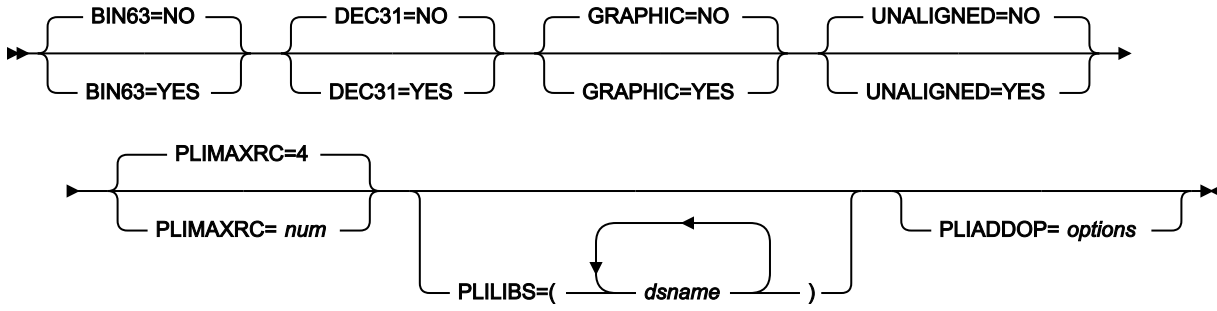 BIN63=NO DEC31=NO GRAPHIC=NO UNALIGNED=NO
BIN63=YES DEC31=YES GRAPHIC=YES UNALIGNED=YES
PLIMAXRC=4
PLIMAXRC= num PLIADDOP= options
PLILIBS=( dsname )